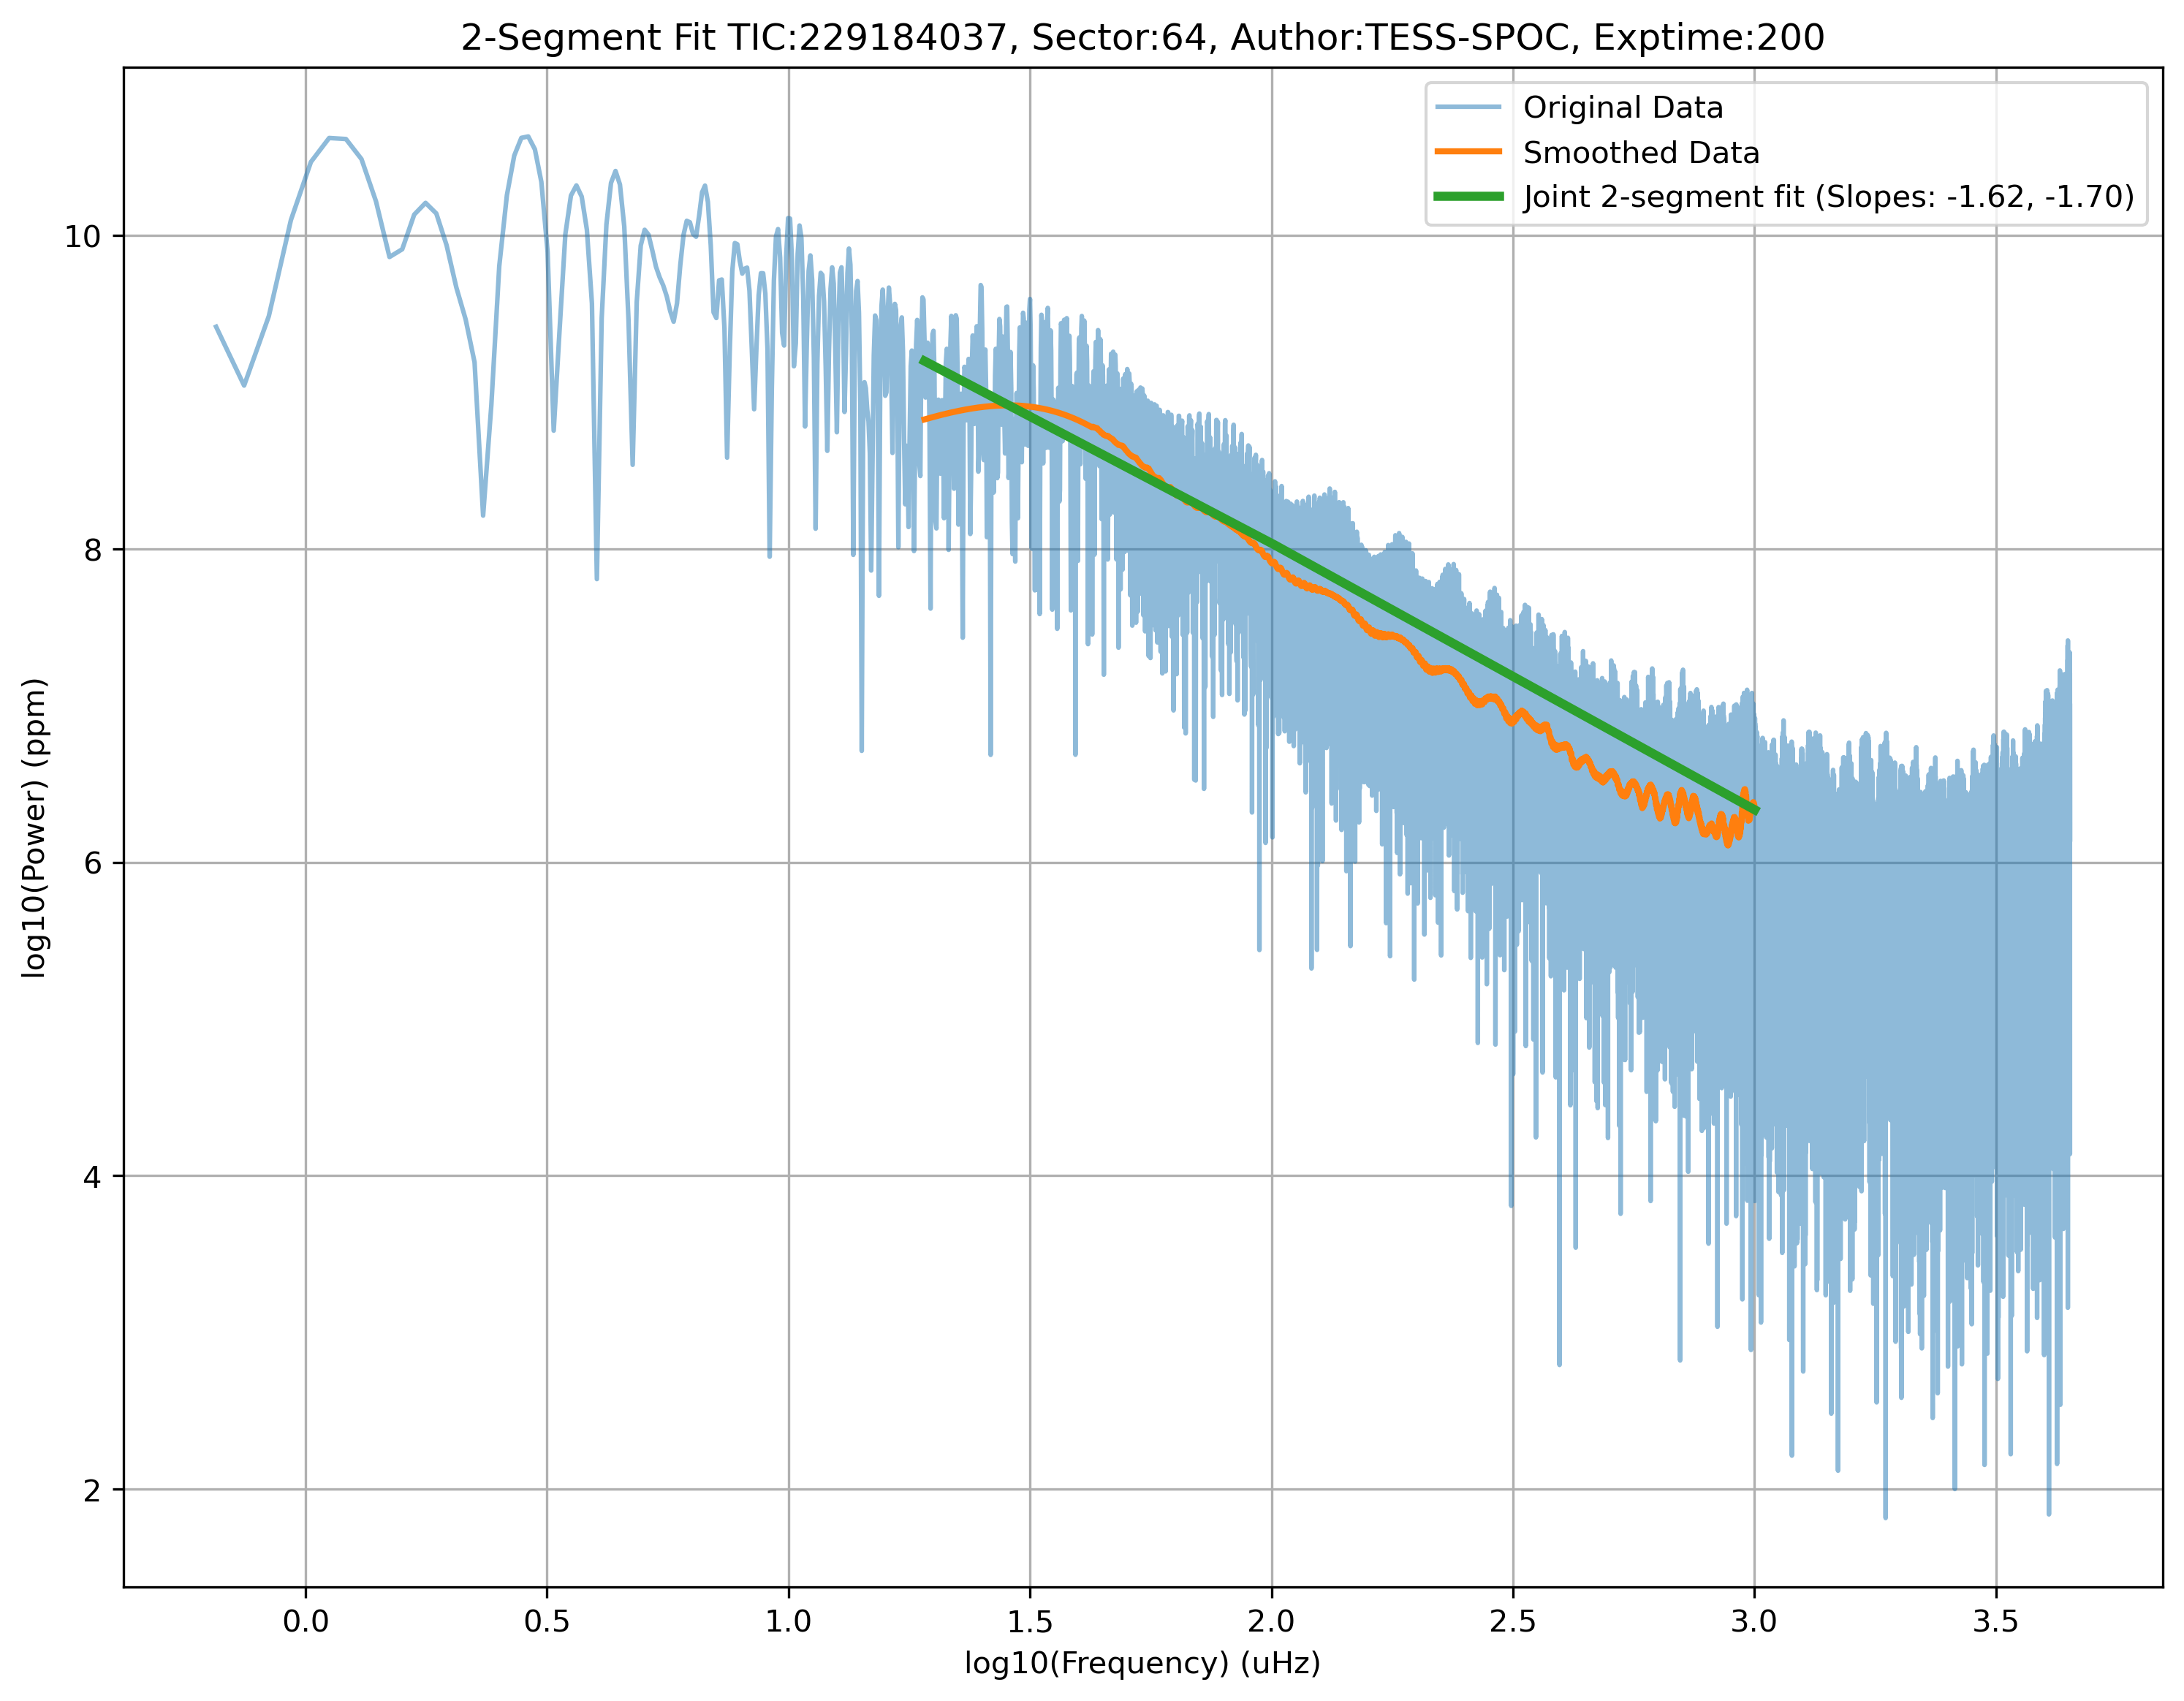 2-Segment Fit TIC:229184037, Sector:64, Author:TESS-SPOC, Exptime:200
Original Data
Smoothed Data
Joint 2-segment fit (Slopes: -1.62, -1.70)
log10(Power) (ppm)
10
8
6
4
2
0.0 0.5 1.0 1.5 2.0 2.5 3.0 3.5
log10(Frequency) (uHz)